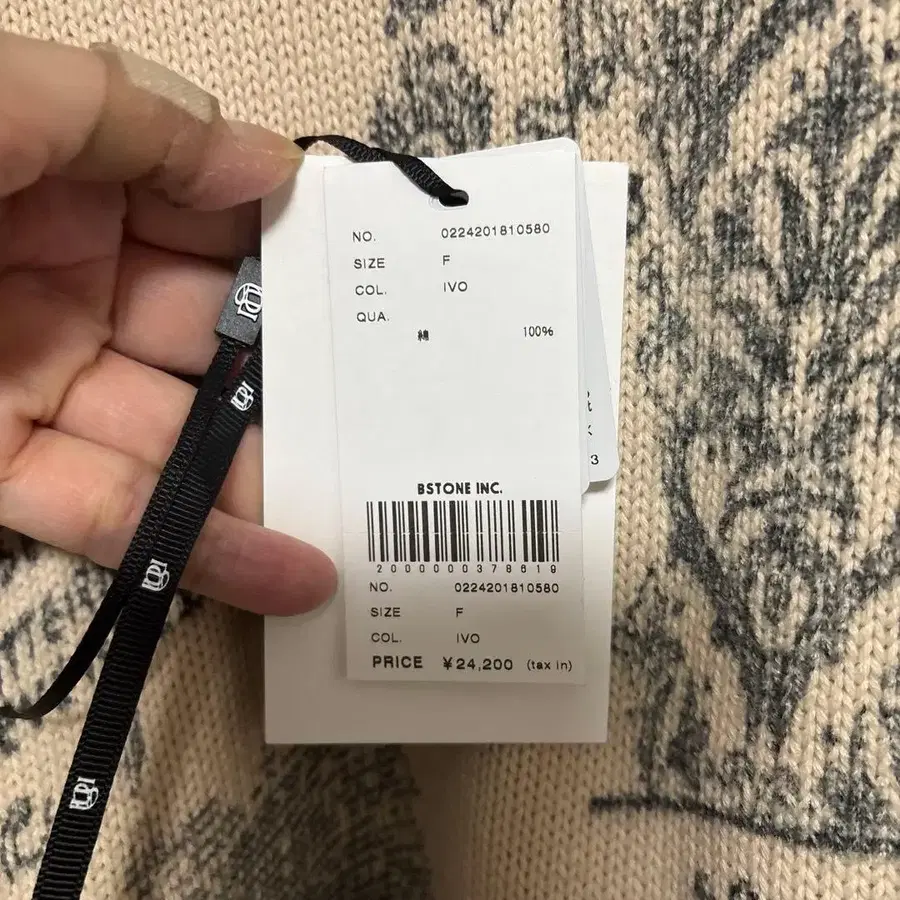 NO. 0224201810580
SIZE F
COL. IVO
QUA.
綿 100%
BSTONE INC.
2000000378619
NO. 0224201810580
SIZE F
COL. IVO
PRICE ¥24,200 (tax in)
t
K
3